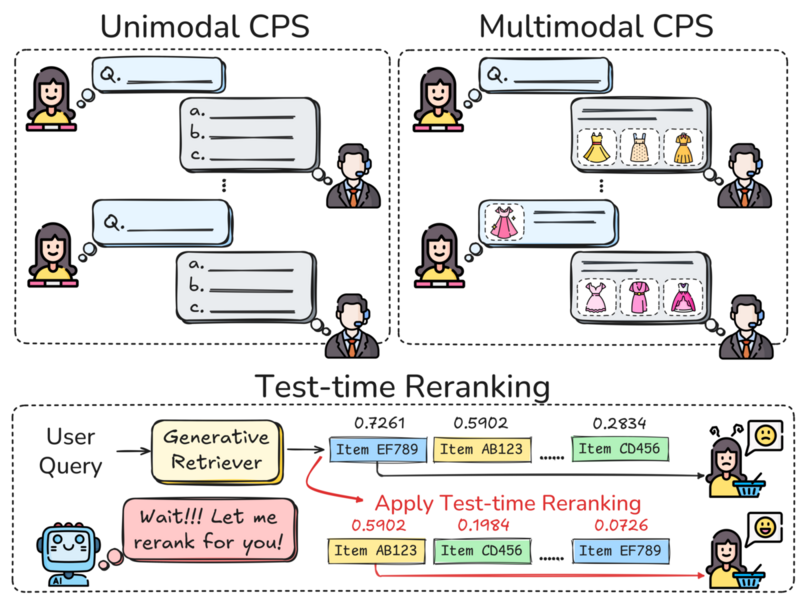 Unimodal CPS
Q.
a.
b.
c.
Q.
a.
b.
c.
Multimodal CPS
Q.
Test-time Reranking
User
Query
Generative
Retriever
0.7261 0.5902 0.2834
Item EF789 Item AB123 ...... Item CD456
Apply Test-time Reranking
Wait!!! Let me
rerank for you!
AI
0.5902 0.1984 0.0726
Item AB123 Item CD456 ...... Item EF789